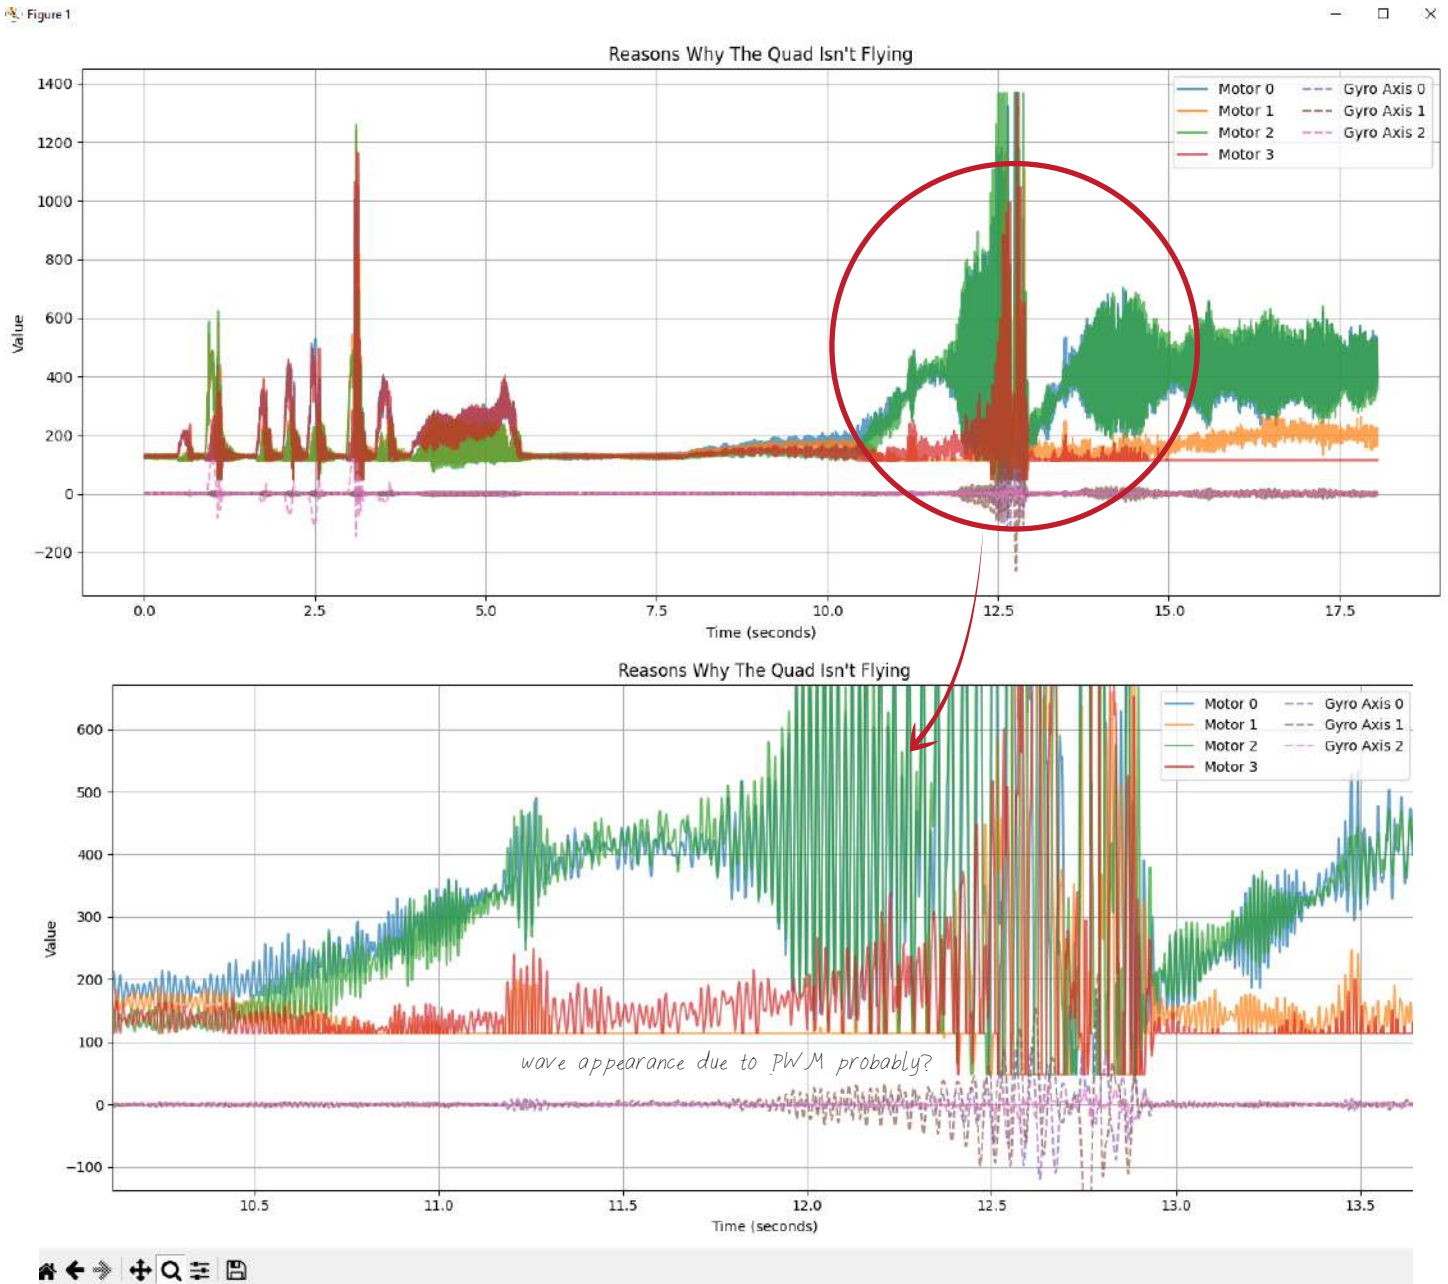 Figure 1
Reasons Why The Quad Isn't Flying
1400
1200
1000
800
600
400
200
0
−200
Value
Motor 0
Motor 1
Motor 2
Motor 3
Gyro Axis 0
Gyro Axis 1
Gyro Axis 2
0.0 2.5 5.0 7.5 10.0 12.5 15.0 17.5
Time (seconds)
Reasons Why The Quad Isn't Flying
600
500
400
300
200
100
0
−100
Value
Motor 0
Motor 1
Motor 2
Motor 3
Gyro Axis 0
Gyro Axis 1
Gyro Axis 2
wave appearance due to PWM probably?
10.5 11.0 11.5 12.0 12.5 13.0 13.5
Time (seconds)